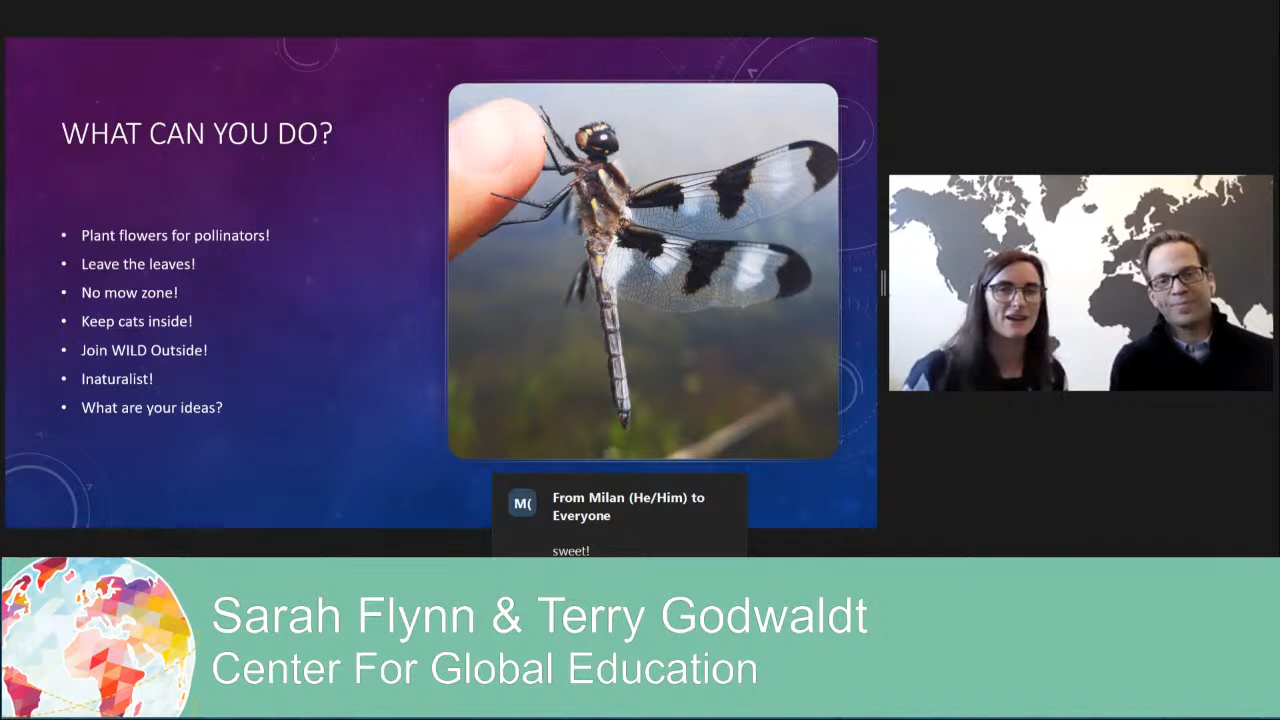 WHAT CAN YOU DO?
• Plant flowers for pollinators!
• Leave the leaves!
• No mow zone!
• Keep cats inside!
• Join WILD Outside!
• Inaturalist!
• What are your ideas?
M(
From Milan (He/Him) to
Everyone
sweet!
Sarah Flynn & Terry Godwaldt
Center For Global Education